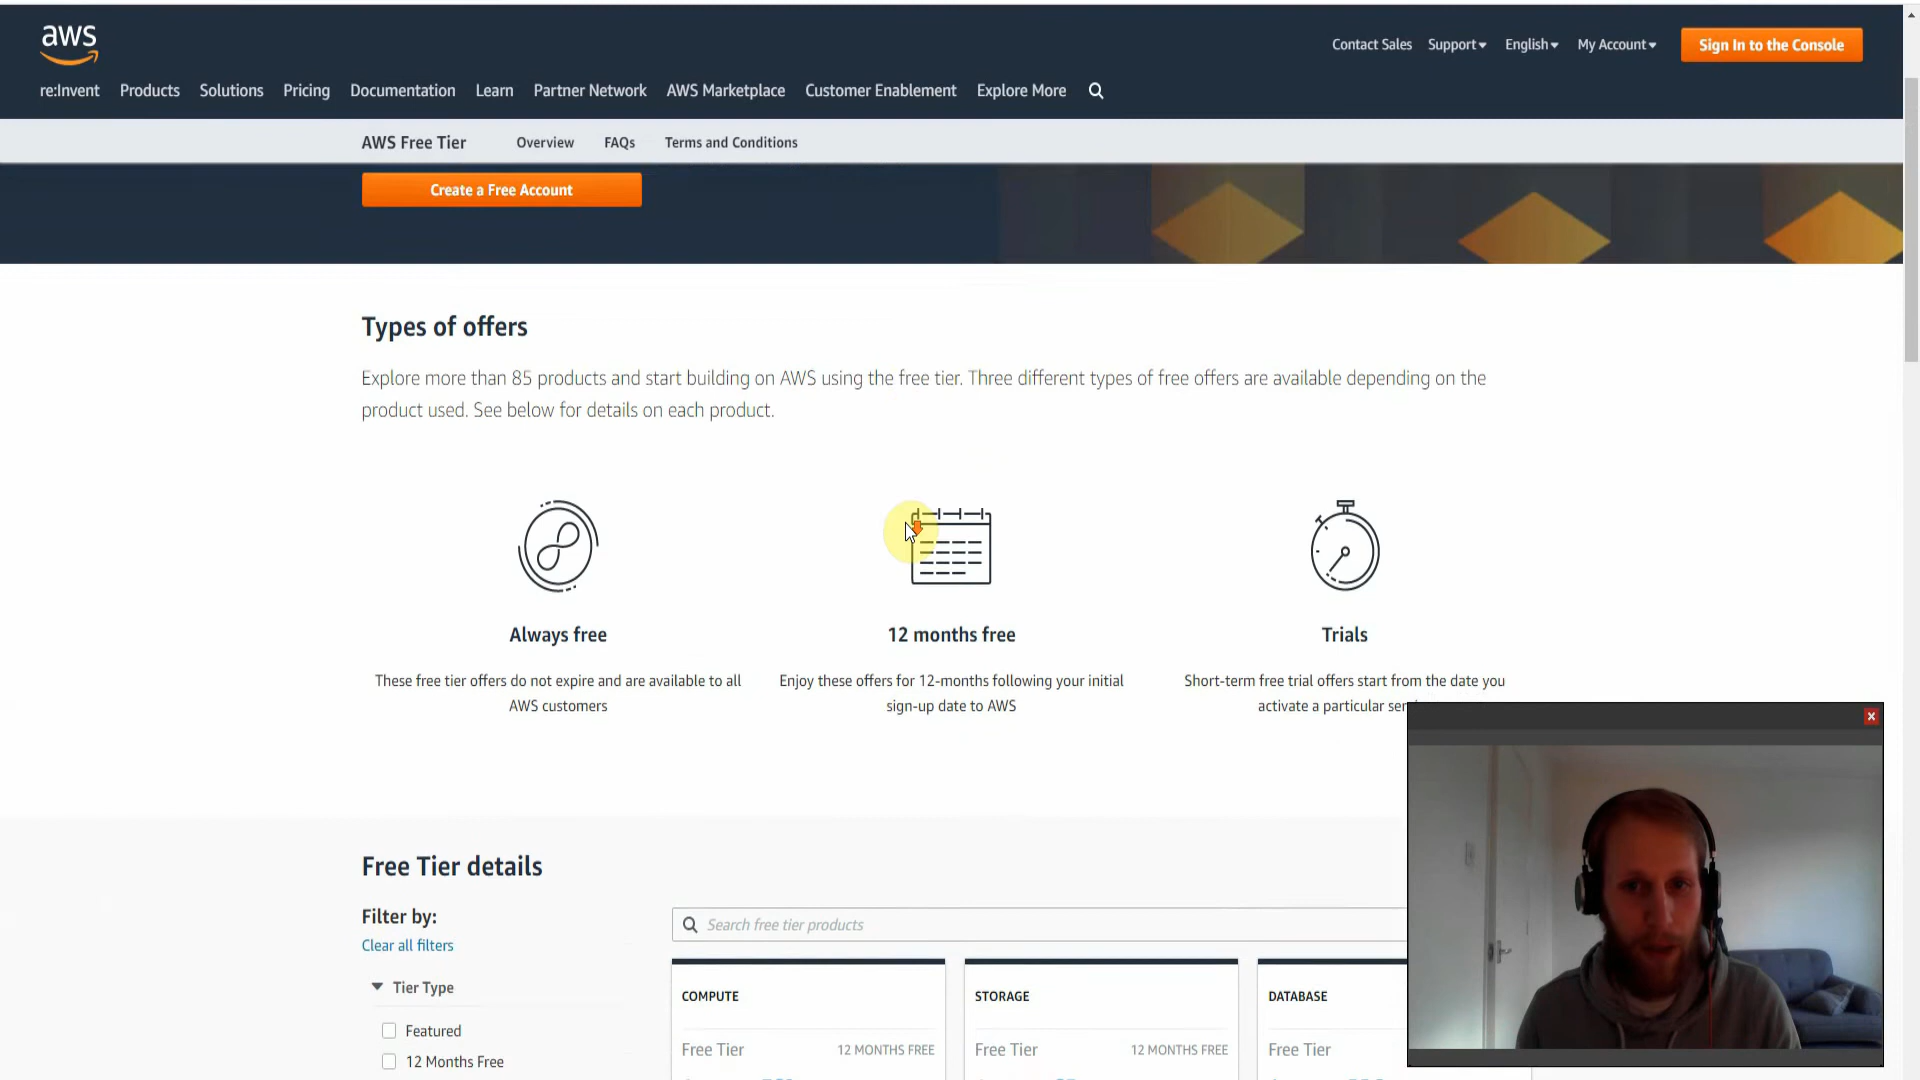 aws
Contact Sales Support English My Account Sign In to the Console
re:Invent Products Solutions Pricing Documentation Learn Partner Network AWS Marketplace Customer Enablement Explore More
AWS Free Tier Overview FAQs Terms and Conditions
Create a Free Account
Types of offers
Explore more than 85 products and start building on AWS using the free tier. Three different types of free offers are available depending on the
product used. See below for details on each product.
Always free
These free tier offers do not expire and are available to all
AWS customers
12 months free
Enjoy these offers for 12-months following your initial
sign-up date to AWS
Trials
Short-term free trial offers start from the date you
activate a particular
Free Tier details
Filter by:
Clear all filters
Tier Type
Featured
12 Months Free
Search free tier products
COMPUTE
Free Tier 12 MONTHS FREE
STORAGE
Free Tier 12 MONTHS FREE
DATABASE
Free Tier